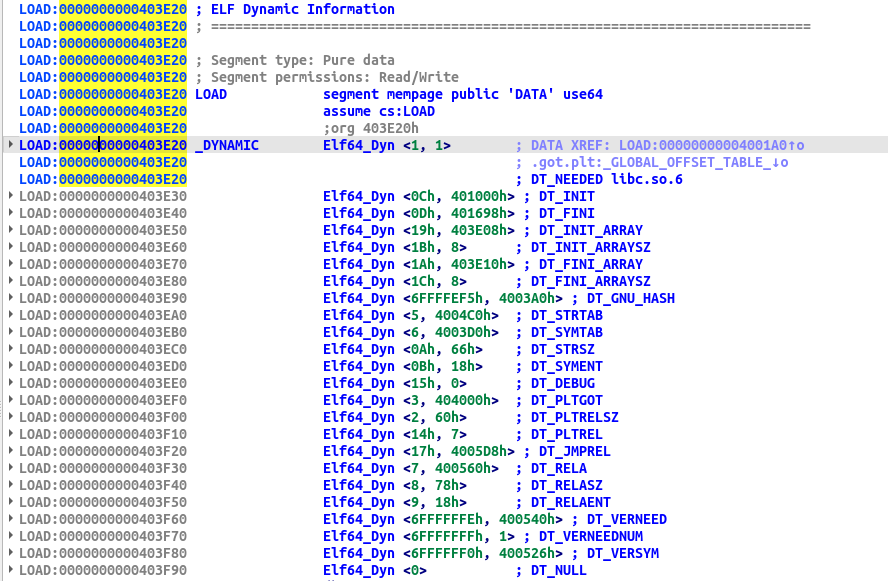 LOAD:0000000000403E20 ; ELF Dynamic Information
LOAD:0000000000403E20 ; ===========================================================================
LOAD:0000000000403E20
LOAD:0000000000403E20 ; Segment type: Pure data
LOAD:0000000000403E20 ; Segment permissions: Read/Write
LOAD:0000000000403E20 LOAD segment mempage public 'DATA' use64
LOAD:0000000000403E20 assume cs:LOAD
LOAD:0000000000403E20 ;org 403E20h
LOAD:0000000000403E20 _DYNAMIC Elf64_Dyn <1, 1> ; DATA XREF: LOAD:00000000004001A0↑o
LOAD:0000000000403E20 ; .got.plt:_GLOBAL_OFFSET_TABLE_↓o
LOAD:0000000000403E20 ; DT_NEEDED libc.so.6
LOAD:0000000000403E30 Elf64_Dyn <0Ch, 401000h> ; DT_INIT
LOAD:0000000000403E40 Elf64_Dyn <0Dh, 401698h> ; DT_FINI
LOAD:0000000000403E50 Elf64_Dyn <19h, 403E08h> ; DT_INIT_ARRAY
LOAD:0000000000403E60 Elf64_Dyn <1Bh, 8> ; DT_INIT_ARRAYSZ
LOAD:0000000000403E70 Elf64_Dyn <1Ah, 403E10h> ; DT_FINI_ARRAY
LOAD:0000000000403E80 Elf64_Dyn <1Ch, 8> ; DT_FINI_ARRAYSZ
LOAD:0000000000403E90 Elf64_Dyn <6FFFFEF5h, 4003A0h> ; DT_GNU_HASH
LOAD:0000000000403EA0 Elf64_Dyn <5, 4004C0h> ; DT_STRTAB
LOAD:0000000000403EB0 Elf64_Dyn <6, 4003D0h> ; DT_SYMTAB
LOAD:0000000000403EC0 Elf64_Dyn <0Ah, 66h> ; DT_STRSZ
LOAD:0000000000403ED0 Elf64_Dyn <0Bh, 18h> ; DT_SYMENT
LOAD:0000000000403EE0 Elf64_Dyn <15h, 0> ; DT_DEBUG
LOAD:0000000000403EF0 Elf64_Dyn <3, 404000h> ; DT_PLTGOT
LOAD:0000000000403F00 Elf64_Dyn <2, 60h> ; DT_PLTRELSZ
LOAD:0000000000403F10 Elf64_Dyn <14h, 7> ; DT_PLTREL
LOAD:0000000000403F20 Elf64_Dyn <17h, 4005D8h> ; DT_JMPREL
LOAD:0000000000403F30 Elf64_Dyn <7, 400560h> ; DT_RELA
LOAD:0000000000403F40 Elf64_Dyn <8, 78h> ; DT_RELASZ
LOAD:0000000000403F50 Elf64_Dyn <9, 18h> ; DT_RELAENT
LOAD:0000000000403F60 Elf64_Dyn <6FFFFFFEh, 400540h> ; DT_VERNEED
LOAD:0000000000403F70 Elf64_Dyn <6FFFFFFFh, 1> ; DT_VERNEEDNUM
LOAD:0000000000403F80 Elf64_Dyn <6FFFFFF0h, 400526h> ; DT_VERSYM
LOAD:0000000000403F90 Elf64_Dyn <0> ; DT_NULL